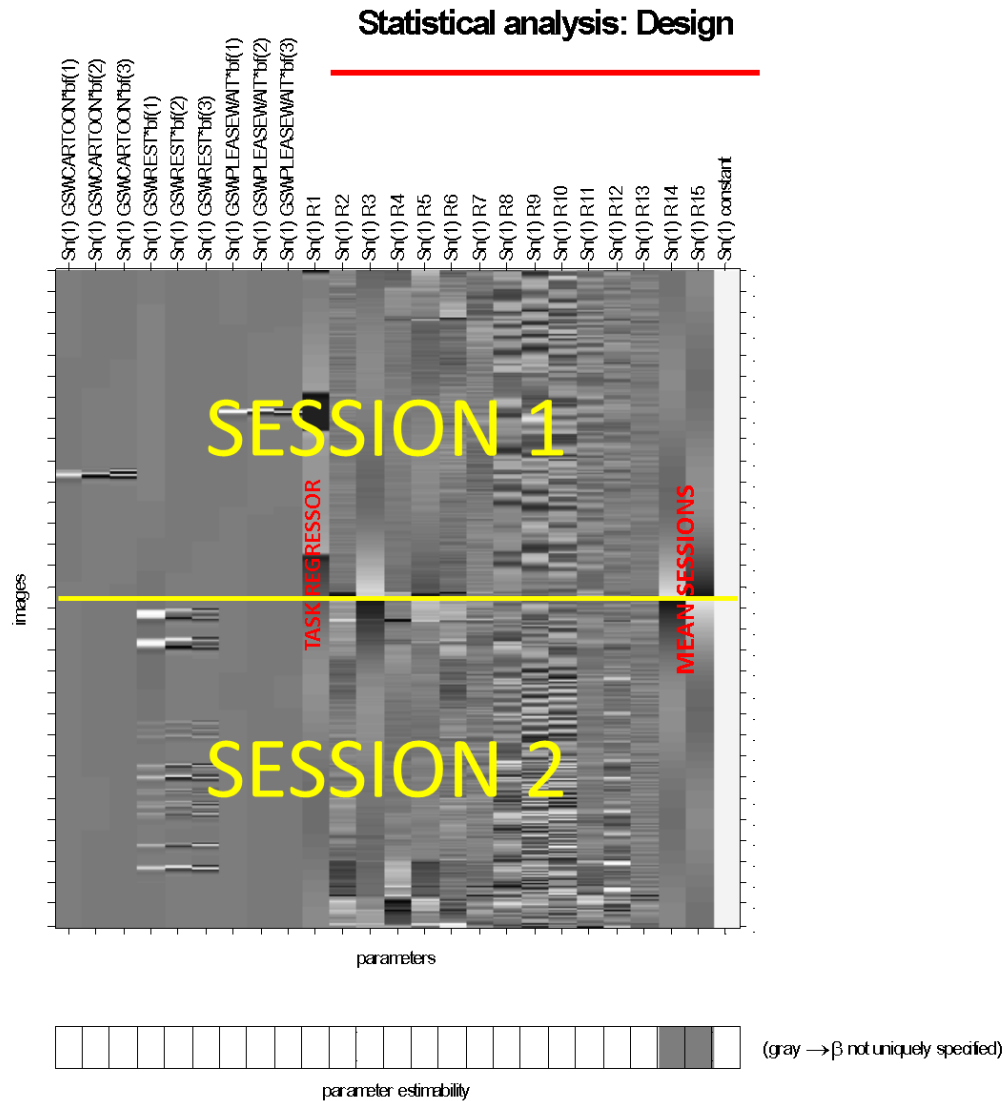 Statistical analysis: Design
Sn(1) GSWCARTOON*bf(1)
Sn(1) GSWCARTOON*bf(2)
Sn(1) GSWCARTOON*bf(3)
Sn(1) GSWREST*bf(1)
Sn(1) GSWREST*bf(2)
Sn(1) GSWREST*bf(3)
Sn(1) GSWPLEASEWAIT*bf(1)
Sn(1) GSWPLEASEWAIT*bf(2)
Sn(1) GSWPLEASEWAIT*bf(3)
Sn(1) R1
Sn(1) R2
Sn(1) R3
Sn(1) R4
Sn(1) R5
Sn(1) R6
Sn(1) R7
Sn(1) R8
Sn(1) R9
Sn(1) R10
Sn(1) R11
Sn(1) R12
Sn(1) R13
Sn(1) R14
Sn(1) R15
Sn(1) constant
SESSION 1
TASK REGRESSOR
MEAN SESSIONS
images
SESSION 2
parameters
(gray →β not uniquely specified)
parameter estimability